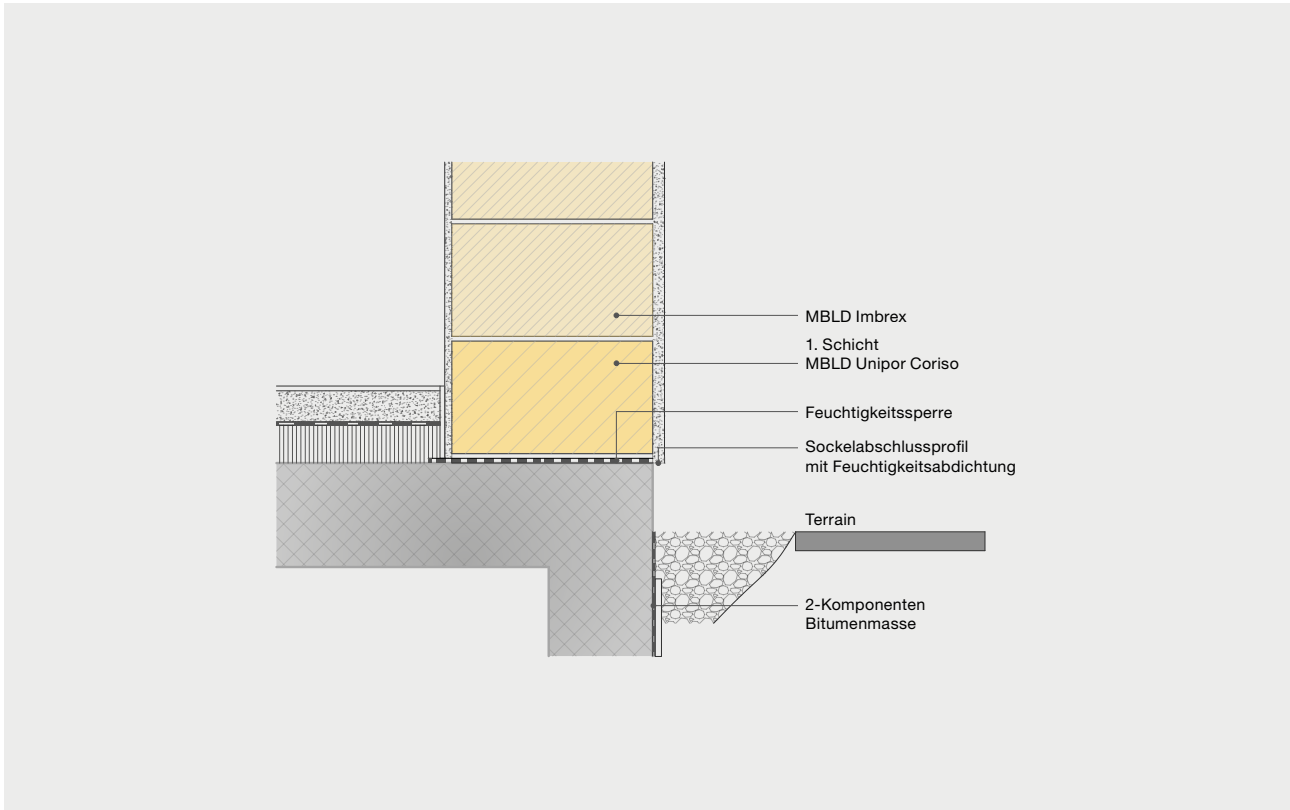 MBLD Imbrex
1. Schicht
MBLD Unipor Coriso
Feuchtigkeitssperre
Sockelabschlussprofil
mit Feuchtigkeitsabdichtung
Terrain
2-Komponenten
Bitumenmasse